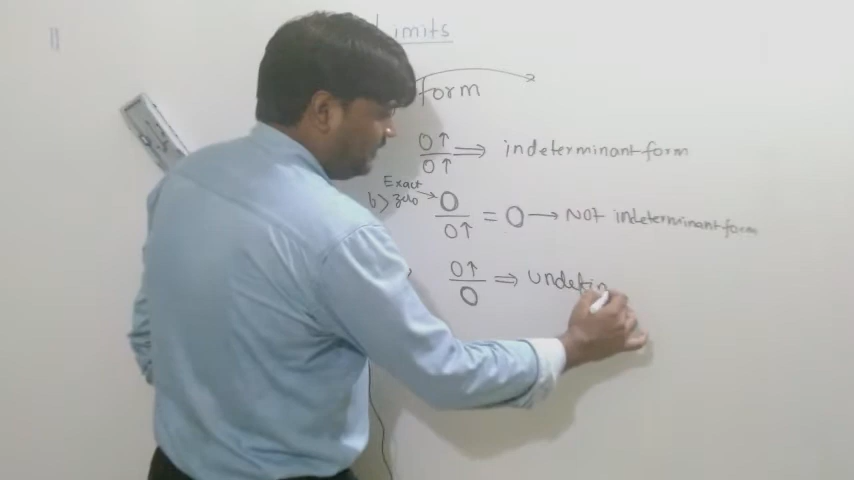 Limits
form
0↑/0↑ ⟹ indeterminant form
Exact
b> zero → 0/0↑ = 0 → NOT indeterminant form
0↑/0 ⟹ undefin